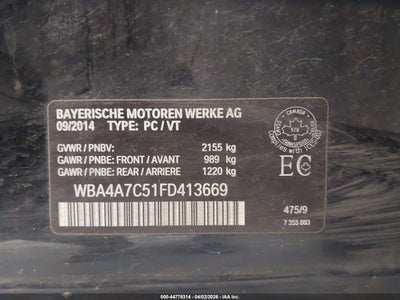 BAYERISCHE MOTOREN WERKE AG
09/2014 TYPE: PC / VT
GVWR / PNBV: 2155 kg
GAWR / PNBE: FRONT / AVANT 989 kg
GAWR / PNBE: REAR / ARRIERE 1220 kg
WBA4A7C51FD413669
CANADA
EC
475/9
7 355 883
000-44776314 - 04/02/2026 - IAA Inc.